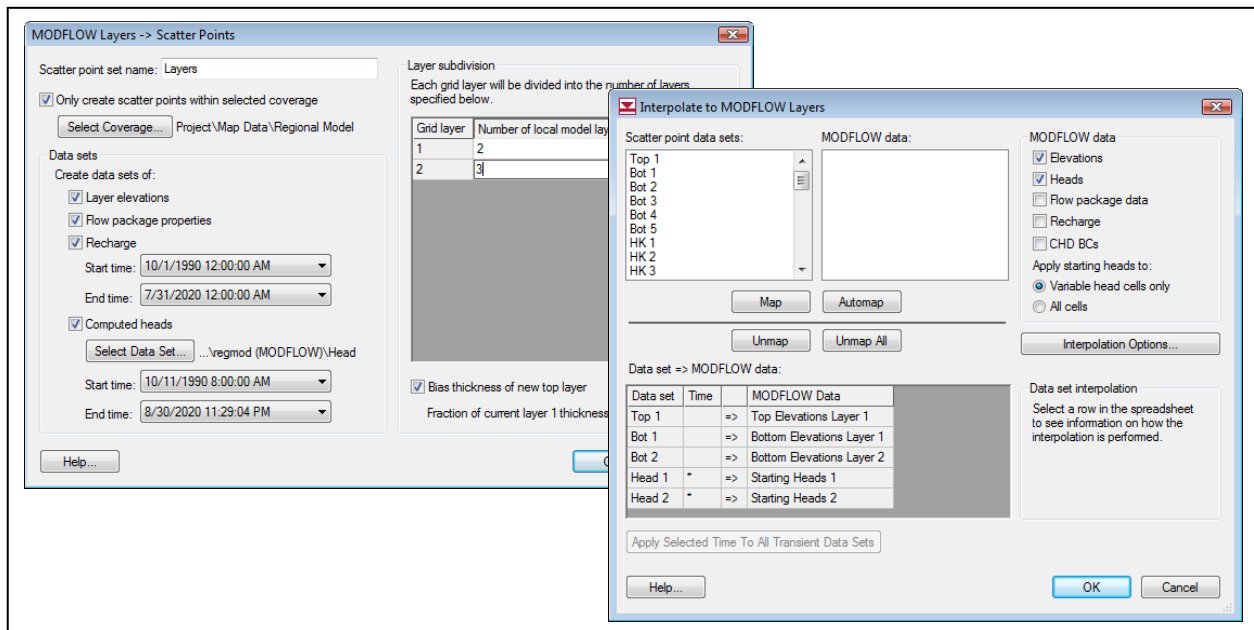 MODFLOW Layers -> Scatter Points
Scatter point set name: Layers
Only create scatter points within selected coverage
Select Coverage... Project\Map Data\Regional Model
Data sets
Create data sets of:
Layer elevations
Flow package properties
Recharge
Start time: 10/1/1990 12:00:00 AM
End time: 7/31/2020 12:00:00 AM
Computed heads
Select Data Set... ...\regmod (MODFLOW)\Head
Start time: 10/11/1990 8:00:00 AM
End time: 8/30/2020 11:29:04 PM
Help...
Layer subdivision
Each grid layer will be divided into the number of layers
specified below.
Grid layer Number of local model lay
1 2
2 3
Bias thickness of new top layer
Fraction of current layer 1 thickness
Interpolate to MODFLOW Layers
Scatter point data sets:
Top 1
Bot 1
Bot 2
Bot 3
Bot 4
Bot 5
HK 1
HK 2
HK 3
MODFLOW data:
Map Automap
Unmap Unmap All
Data set => MODFLOW data:
Data set Time MODFLOW Data
Top 1 => Top Elevations Layer 1
Bot 1 => Bottom Elevations Layer 1
Bot 2 => Bottom Elevations Layer 2
Head 1 * => Starting Heads 1
Head 2 * => Starting Heads 2
Apply Selected Time To All Transient Data Sets
Help...
MODFLOW data
Elevations
Heads
Flow package data
Recharge
CHD BCs
Apply starting heads to:
Variable head cells only
All cells
Interpolation Options...
Data set interpolation
Select a row in the spreadsheet
to see information on how the
interpolation is performed.
OK Cancel